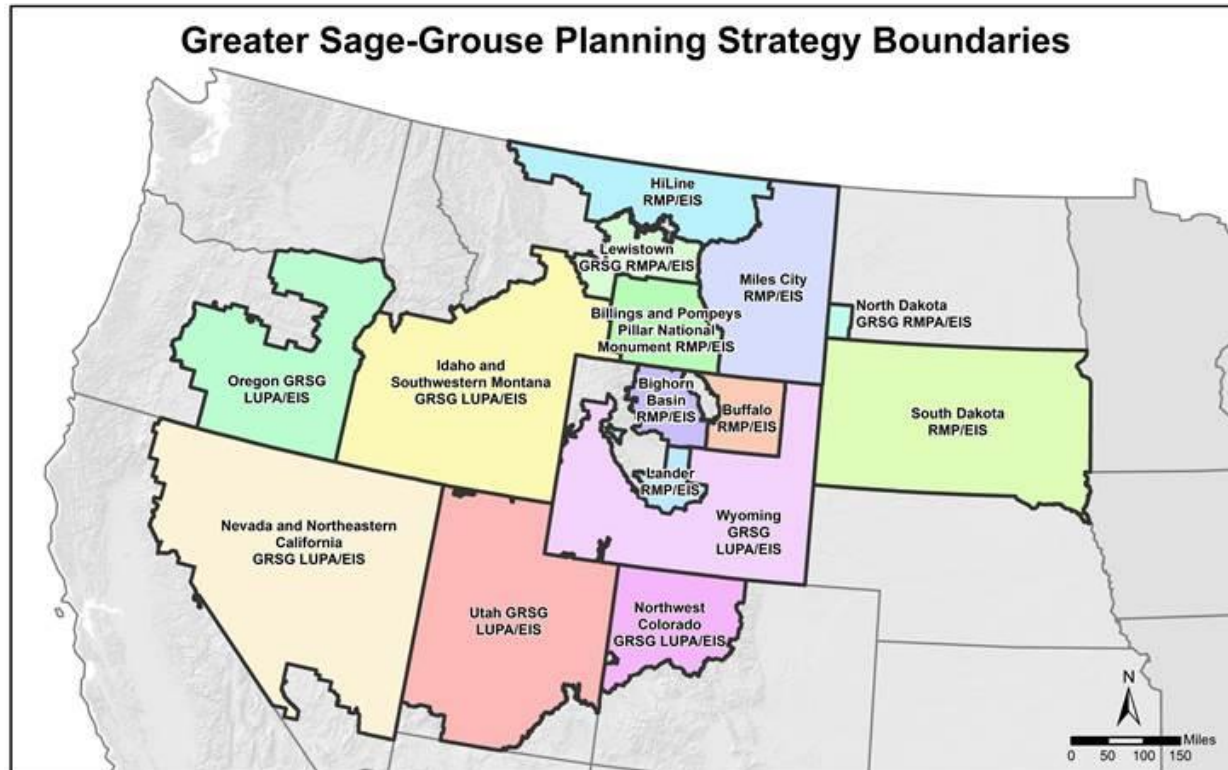 Greater Sage-Grouse Planning Strategy Boundaries
HiLine
RMP/EIS
Lewistown
GRSG RMPA/EIS
Miles City
RMP/EIS
North Dakota
GRSG RMPA/EIS
Billings and Pompeys
Pillar National
Monument RMP/EIS
Idaho and
Southwestern Montana
GRSG LUPA/EIS
Oregon GRSG
LUPA/EIS
Bighorn
Basin
RMP/EIS
Buffalo
RMP/EIS
South Dakota
RMP/EIS
Lander
RMP/EIS
Wyoming
GRSG
LUPA/EIS
Nevada and Northeastern
California
GRSG LUPA/EIS
Utah GRSG
LUPA/EIS
Northwest
Colorado
GRSG LUPA/EIS
N
Miles
0 50 100 150